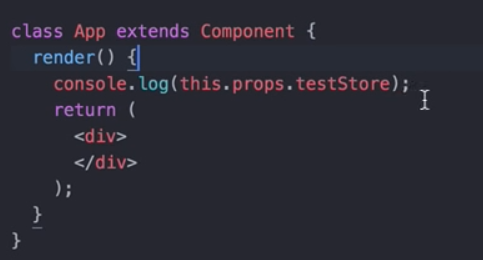 class App extends Component {
  render() {
    console.log(this.props.testStore);
    return (
      <div>
      </div>
    );
  }
}